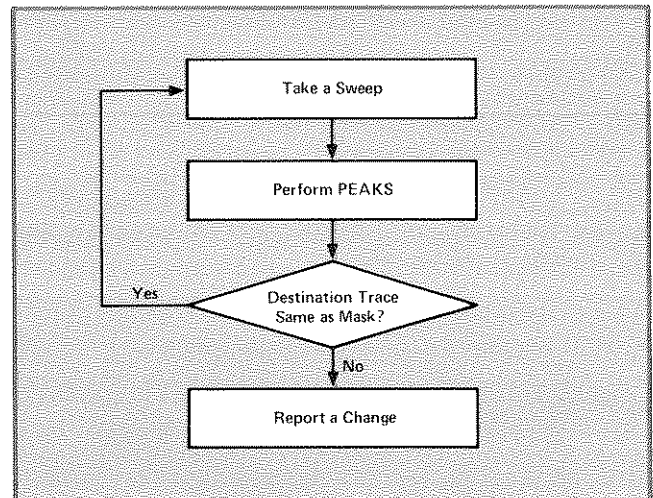 Take a Sweep
Perform PEAKS
Yes
Destination Trace
Same as Mask?
No
Report a Change